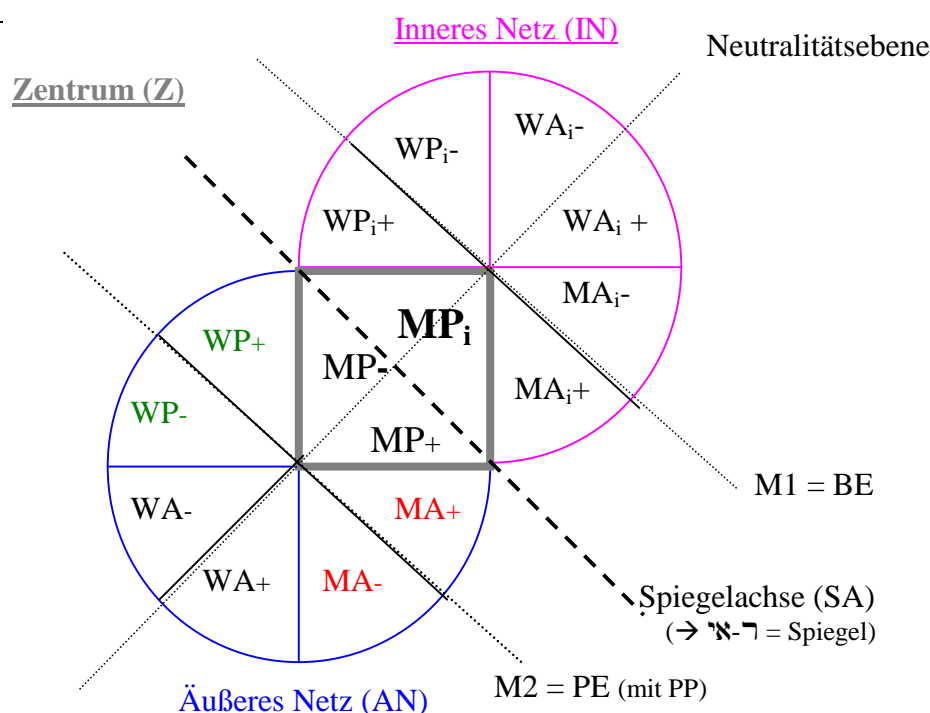 Inneres Netz (IN)
Neutralitätsebene
Zentrum (Z)
WPᵢ-
WAᵢ-
WPᵢ+
WAᵢ +
MAᵢ-
MPᵢ
MP-
MAᵢ+
MP+
WP+
WP-
WA-
WA+
MA+
MA-
M1 = BE
Spiegelachse (SA)
(→ ר-אי = Spiegel)
M2 = PE (mit PP)
Äußeres Netz (AN)